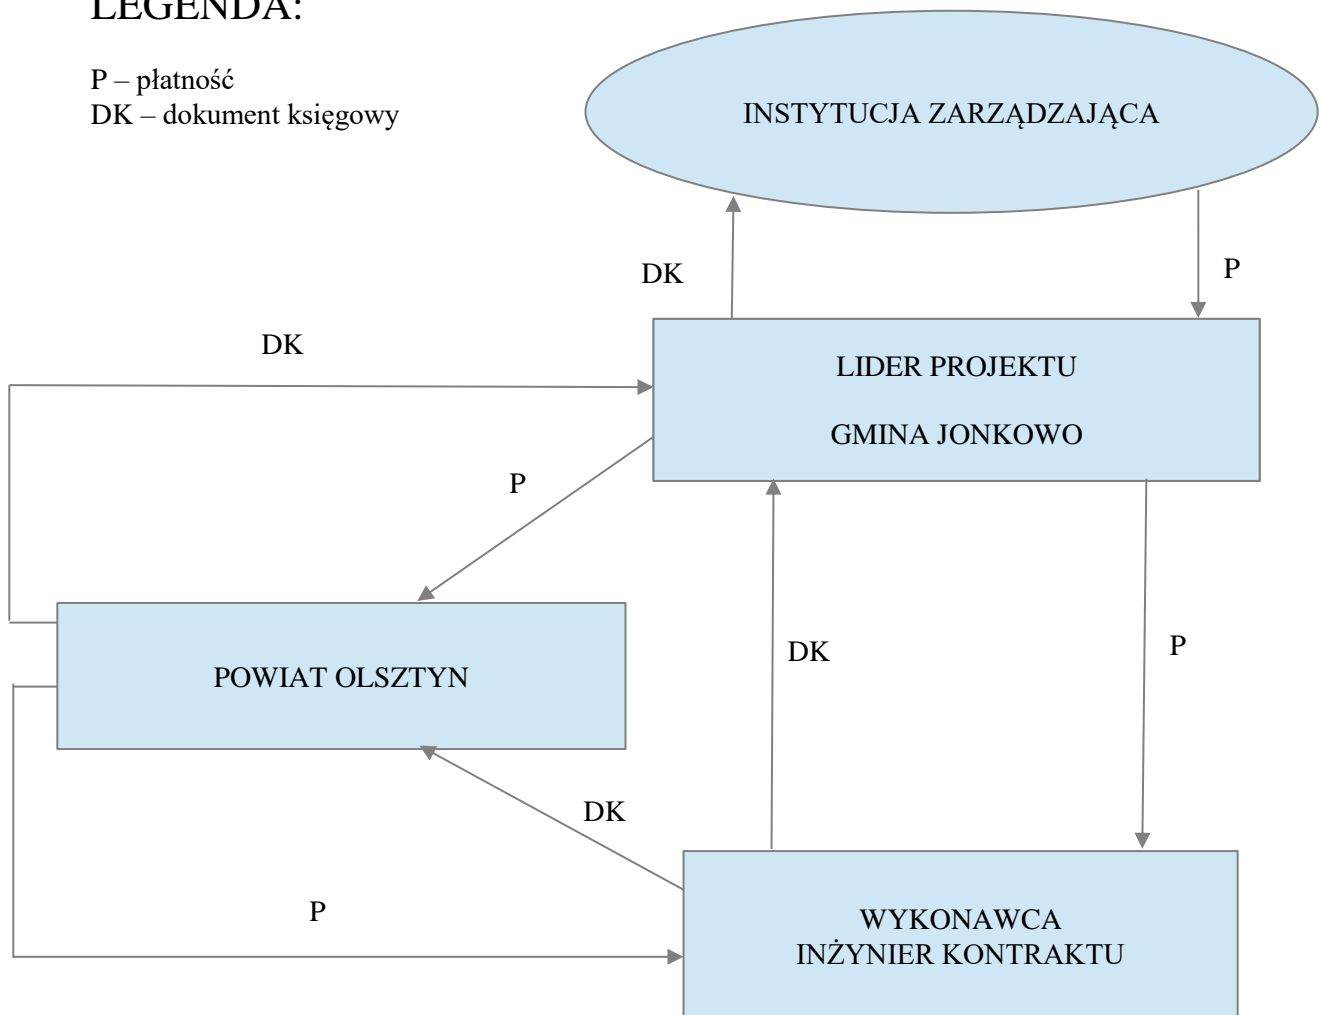 LEGENDA:
P – płatność
DK – dokument księgowy
INSTYTUCJA ZARZĄDZAJĄCA
DK
P
DK
LIDER PROJEKTU
GMINA JONKOWO
P
DK
P
POWIAT OLSZTYN
DK
P
WYKONAWCA
INŻYNIER KONTRAKTU